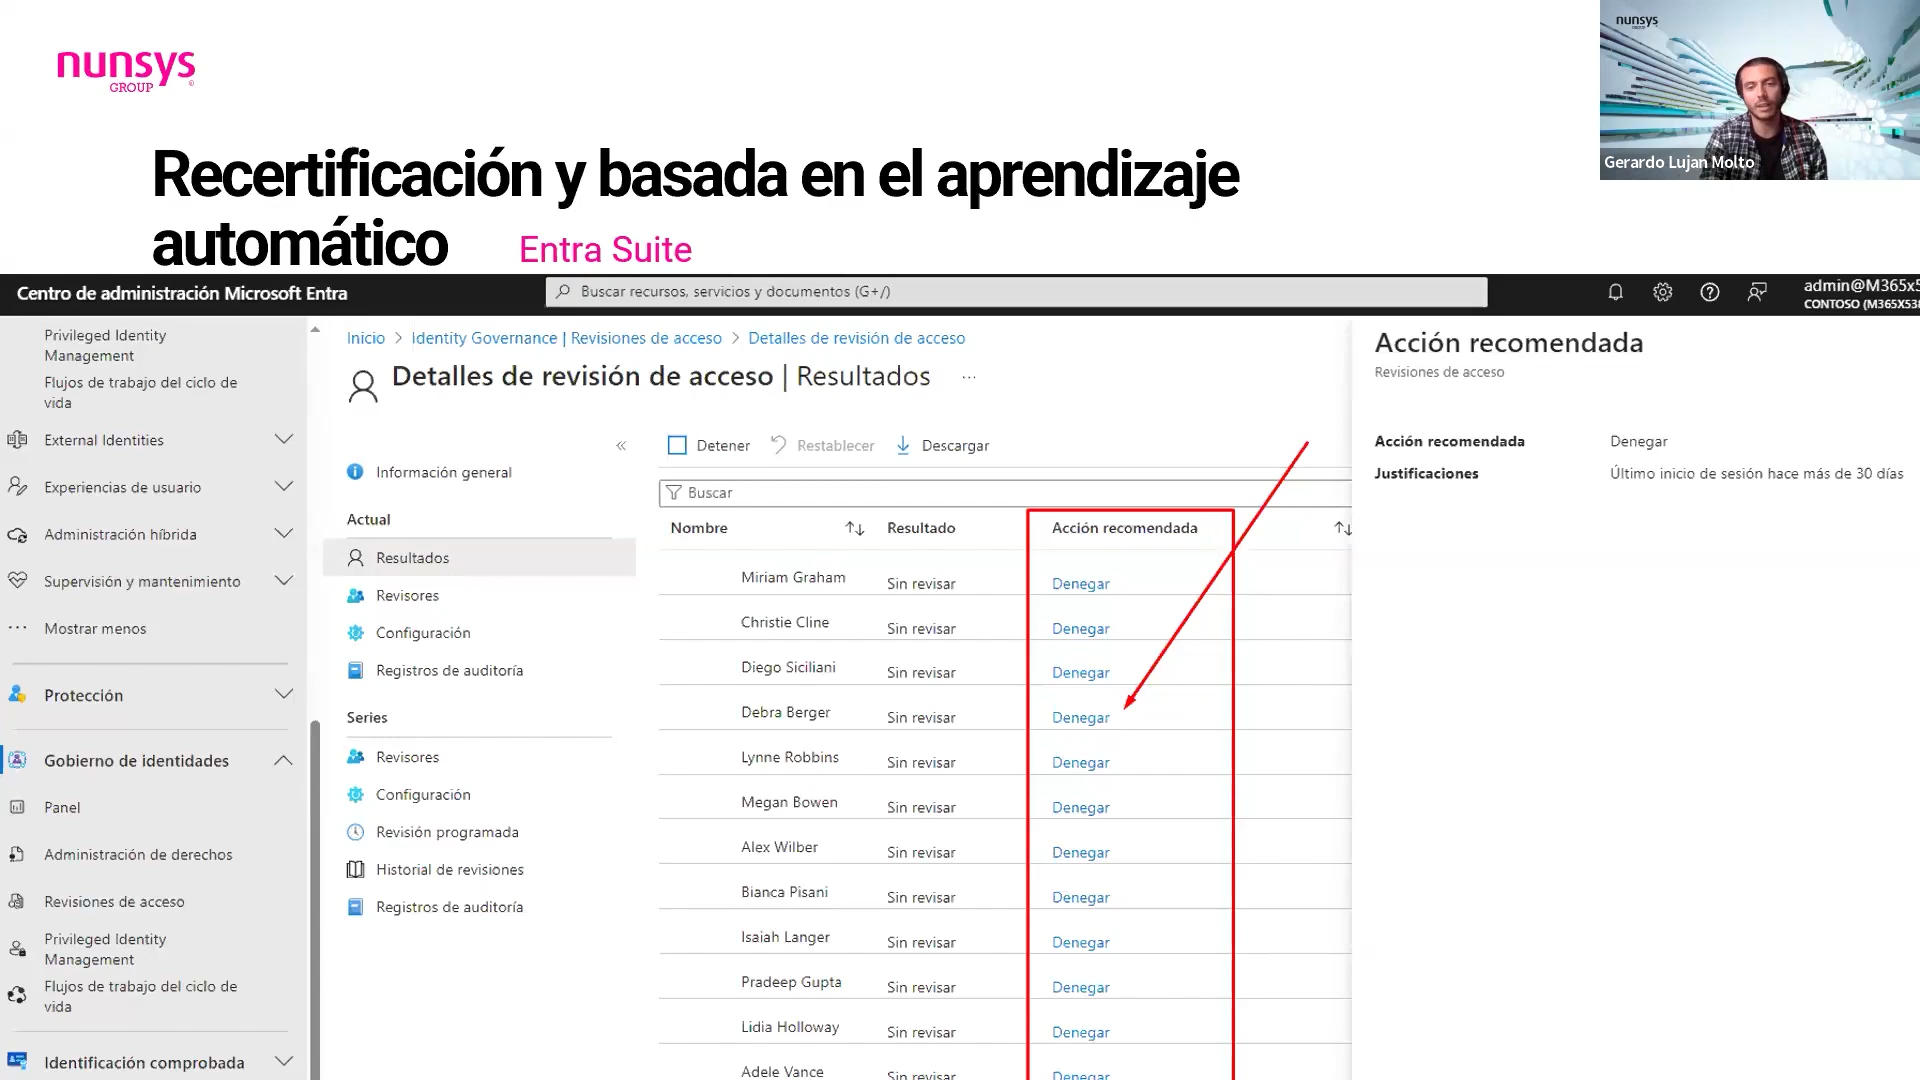 nunsys
GROUP
nunsys
Gerardo Lujan Molto
Recertificación y basada en el aprendizaje
automático
Entra Suite
Centro de administración Microsoft Entra
Buscar recursos, servicios y documentos (G+/)
admin@M365x5
CONTOSO (M365X538
Privileged Identity
Management
Flujos de trabajo del ciclo de
vida
External Identities
Experiencias de usuario
Administración híbrida
Supervisión y mantenimiento
Mostrar menos
Protección
Gobierno de identidades
Panel
Administración de derechos
Revisiones de acceso
Privileged Identity
Management
Flujos de trabajo del ciclo de
vida
Identificación comprobada
Inicio > Identity Governance | Revisiones de acceso > Detalles de revisión de acceso
Detalles de revisión de acceso | Resultados ...
Información general
Actual
Resultados
Revisores
Configuración
Registros de auditoría
Series
Revisores
Configuración
Revisión programada
Historial de revisiones
Registros de auditoría
Detener Restablecer Descargar
Buscar
Nombre Resultado Acción recomendada
Miriam Graham Sin revisar Denegar
Christie Cline Sin revisar Denegar
Diego Siciliani Sin revisar Denegar
Debra Berger Sin revisar Denegar
Lynne Robbins Sin revisar Denegar
Megan Bowen Sin revisar Denegar
Alex Wilber Sin revisar Denegar
Bianca Pisani Sin revisar Denegar
Isaiah Langer Sin revisar Denegar
Pradeep Gupta Sin revisar Denegar
Lidia Holloway Sin revisar Denegar
Adele Vance Sin revisar Denegar
Acción recomendada
Revisiones de acceso
Acción recomendada Denegar
Justificaciones Último inicio de sesión hace más de 30 días